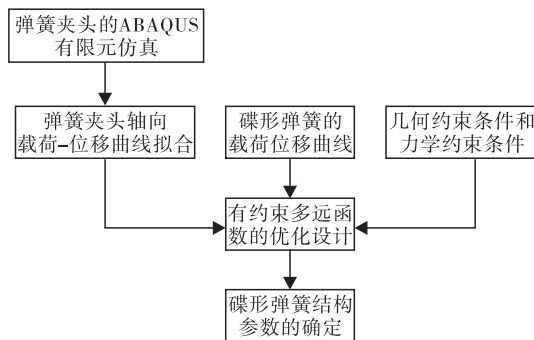 弹簧夹头的ABAQUS
有限元仿真
弹簧夹头轴向
载荷-位移曲线拟合
碟形弹簧的
载荷位移曲线
几何约束条件和
力学约束条件
有约束多远函
数的优化设计
碟形弹簧结构
参数的确定